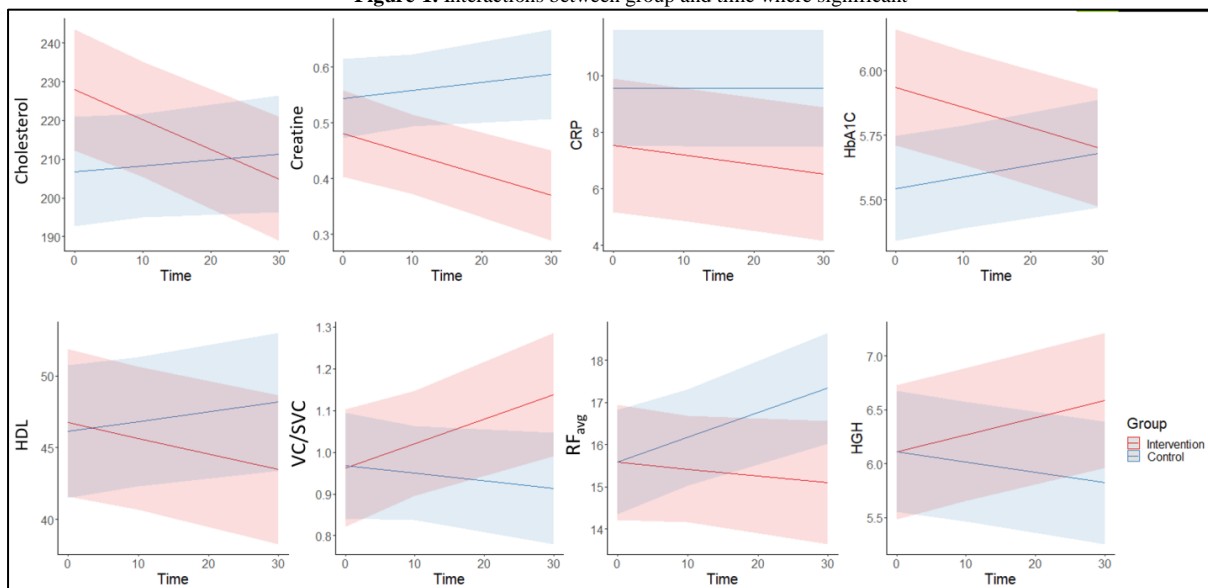 Figure 1. Interactions between group and time where significant
Cholesterol
240
230
220
210
200
190
0 10 20 30
Time
Creatine
0.6
0.5
0.4
0.3
0 10 20 30
Time
CRP
10
8
6
4
0 10 20 30
Time
HbA1C
6.00
5.75
5.50
0 10 20 30
Time
HDL
50
45
40
0 10 20 30
Time
VC/SVC
1.3
1.2
1.1
1.0
0.9
0.8
0 10 20 30
Time
RFavg
18
17
16
15
14
0 10 20 30
Time
HGH
7.0
6.5
6.0
5.5
0 10 20 30
Time
Group
Intervention
Control